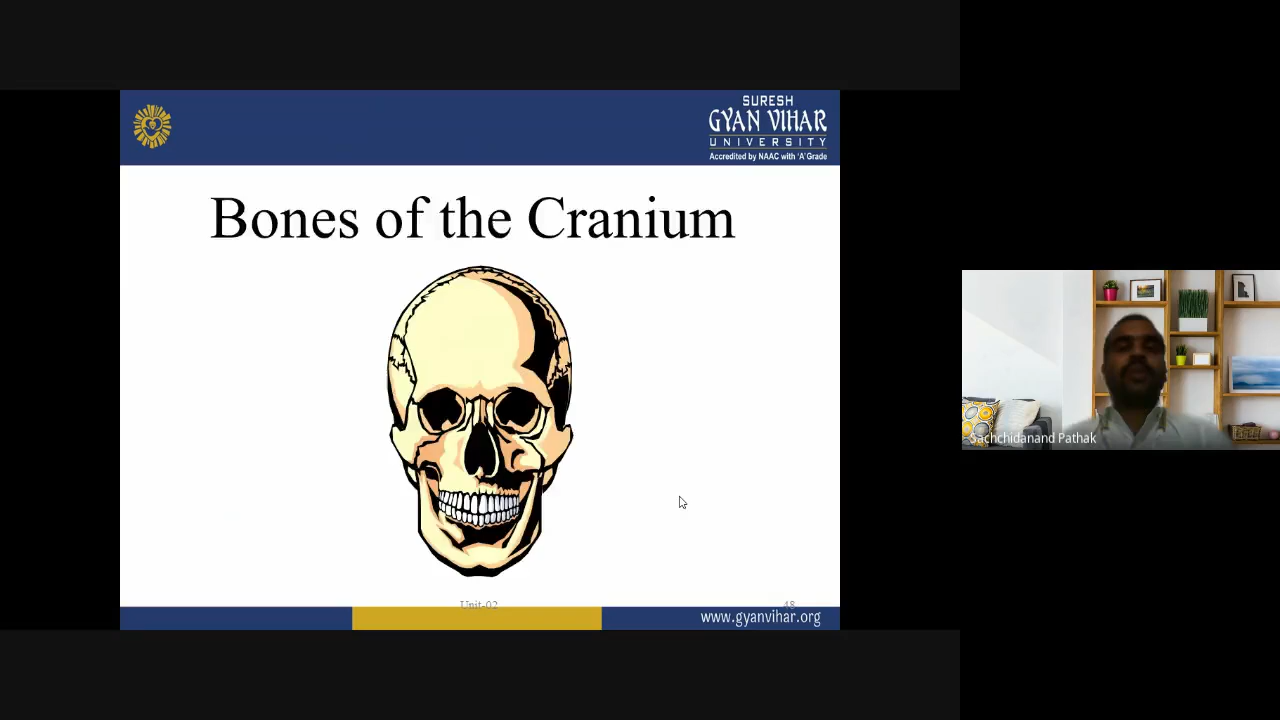 SURESH
GYAN VIHAR
UNIVERSITY
Accredited by NAAC with 'A' Grade
Bones of the Cranium
Sachchidanand Pathak
Unit-02
48
www.gyanvihar.org